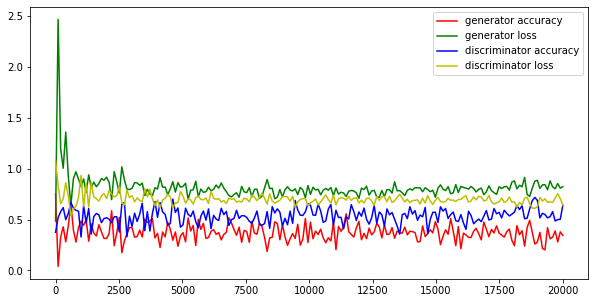 generator accuracy
generator loss
discriminator accuracy
discriminator loss
2.5
2.0
1.5
1.0
0.5
0.0
0 2500 5000 7500 10000 12500 15000 17500 20000